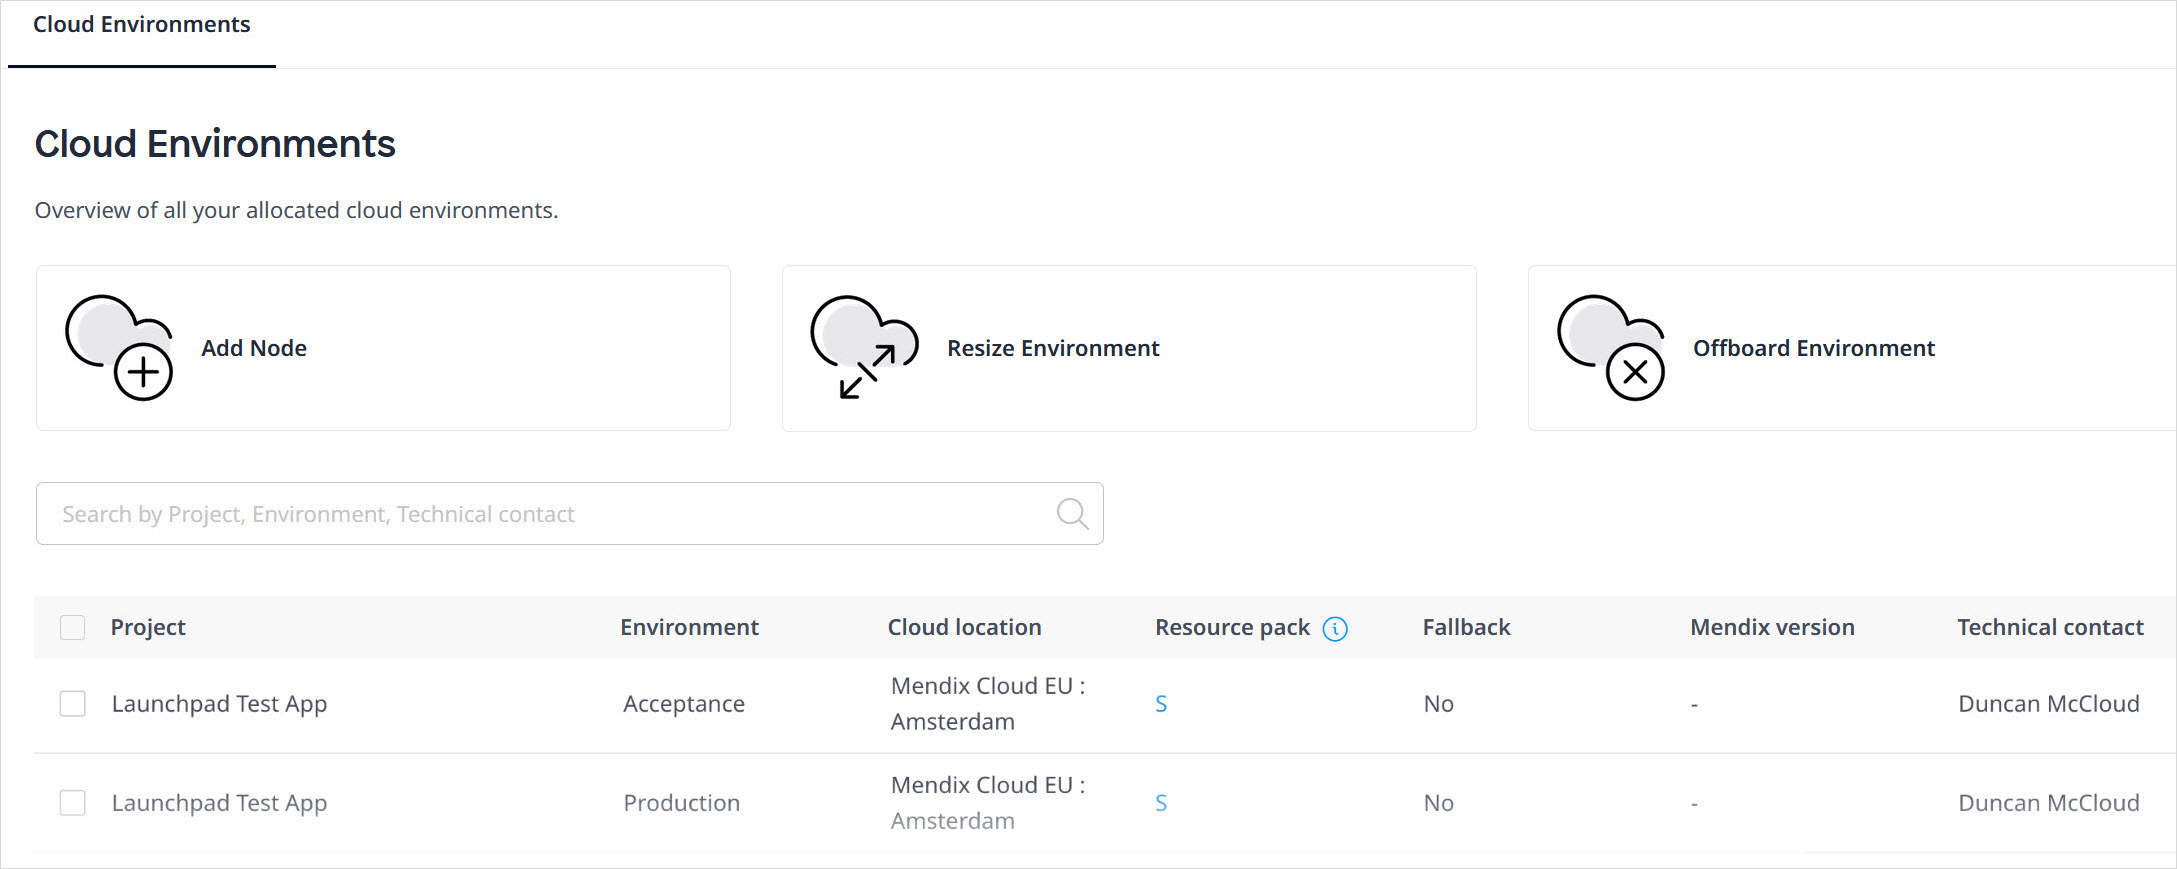 Cloud Environments
Cloud Environments
Overview of all your allocated cloud environments.
Add Node
Resize Environment
Offboard Environment
Search by Project, Environment, Technical contact
Project Environment Cloud location Resource pack Fallback Mendix version Technical contact
Launchpad Test App Acceptance Mendix Cloud EU : Amsterdam S No - Duncan McCloud
Launchpad Test App Production Mendix Cloud EU : Amsterdam S No - Duncan McCloud